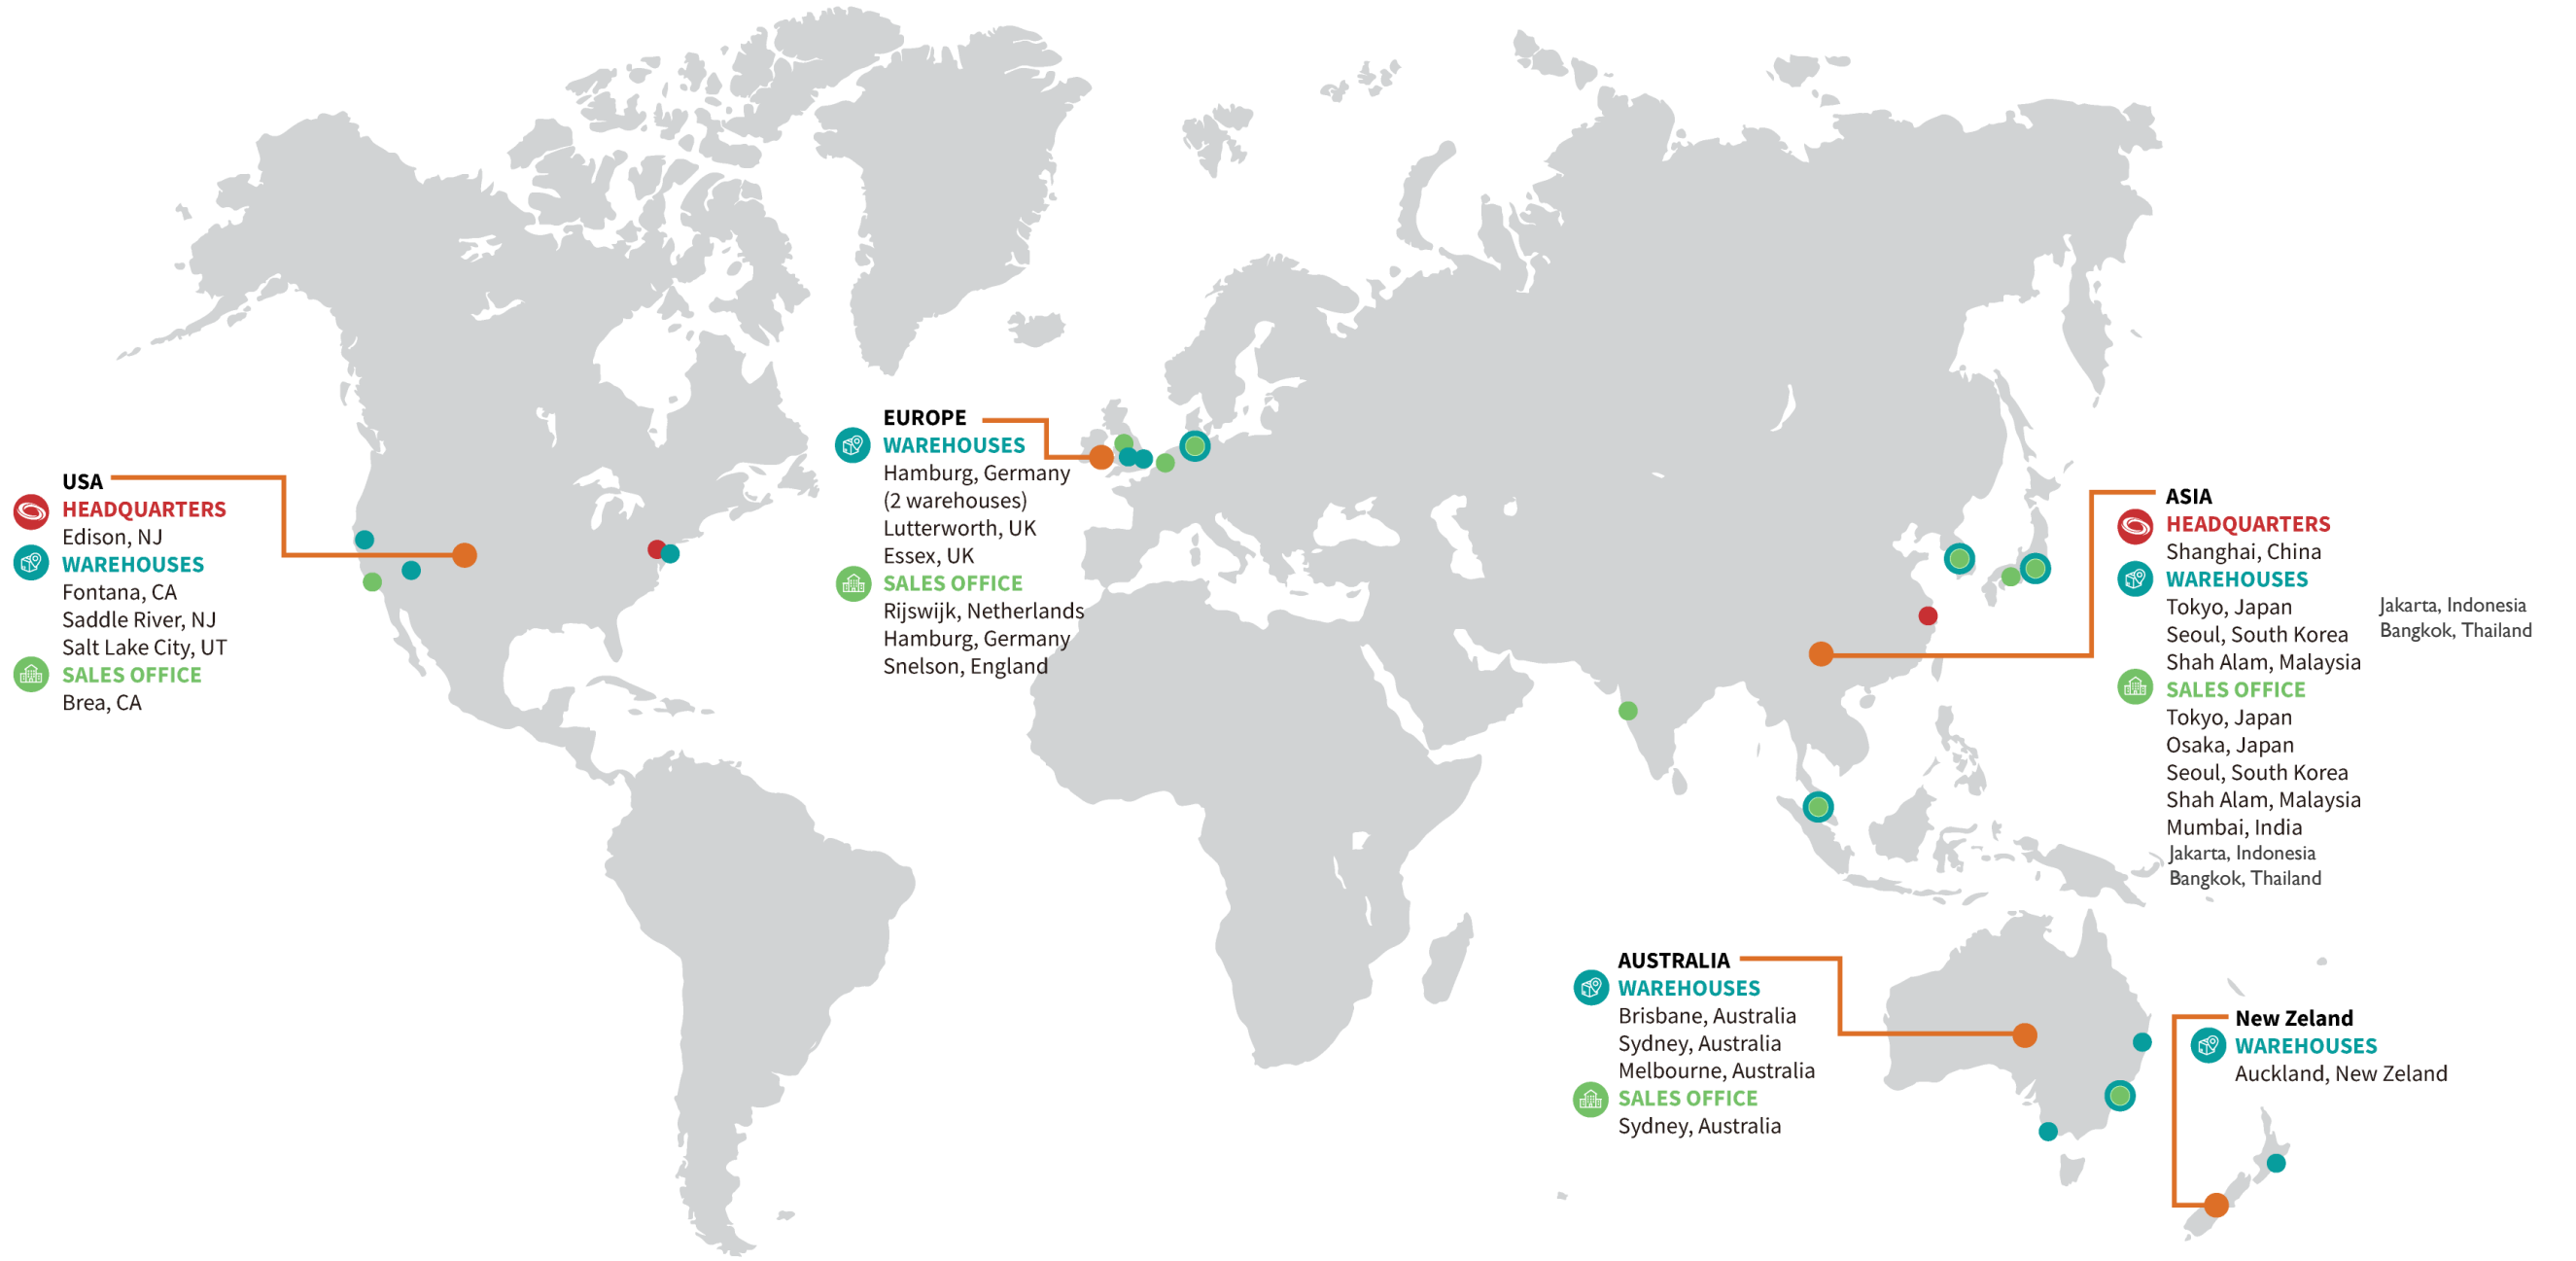 USA
HEADQUARTERS
Edison, NJ
WAREHOUSES
Fontana, CA
Saddle River, NJ
Salt Lake City, UT
SALES OFFICE
Brea, CA
EUROPE
WAREHOUSES
Hamburg, Germany
(2 warehouses)
Lutterworth, UK
Essex, UK
SALES OFFICE
Rijswijk, Netherlands
Hamburg, Germany
Snelson, England
ASIA
HEADQUARTERS
Shanghai, China
WAREHOUSES
Tokyo, Japan
Seoul, South Korea
Shah Alam, Malaysia
Jakarta, Indonesia
Bangkok, Thailand
SALES OFFICE
Tokyo, Japan
Osaka, Japan
Seoul, South Korea
Shah Alam, Malaysia
Mumbai, India
Jakarta, Indonesia
Bangkok, Thailand
AUSTRALIA
WAREHOUSES
Brisbane, Australia
Sydney, Australia
Melbourne, Australia
SALES OFFICE
Sydney, Australia
New Zeland
WAREHOUSES
Auckland, New Zeland